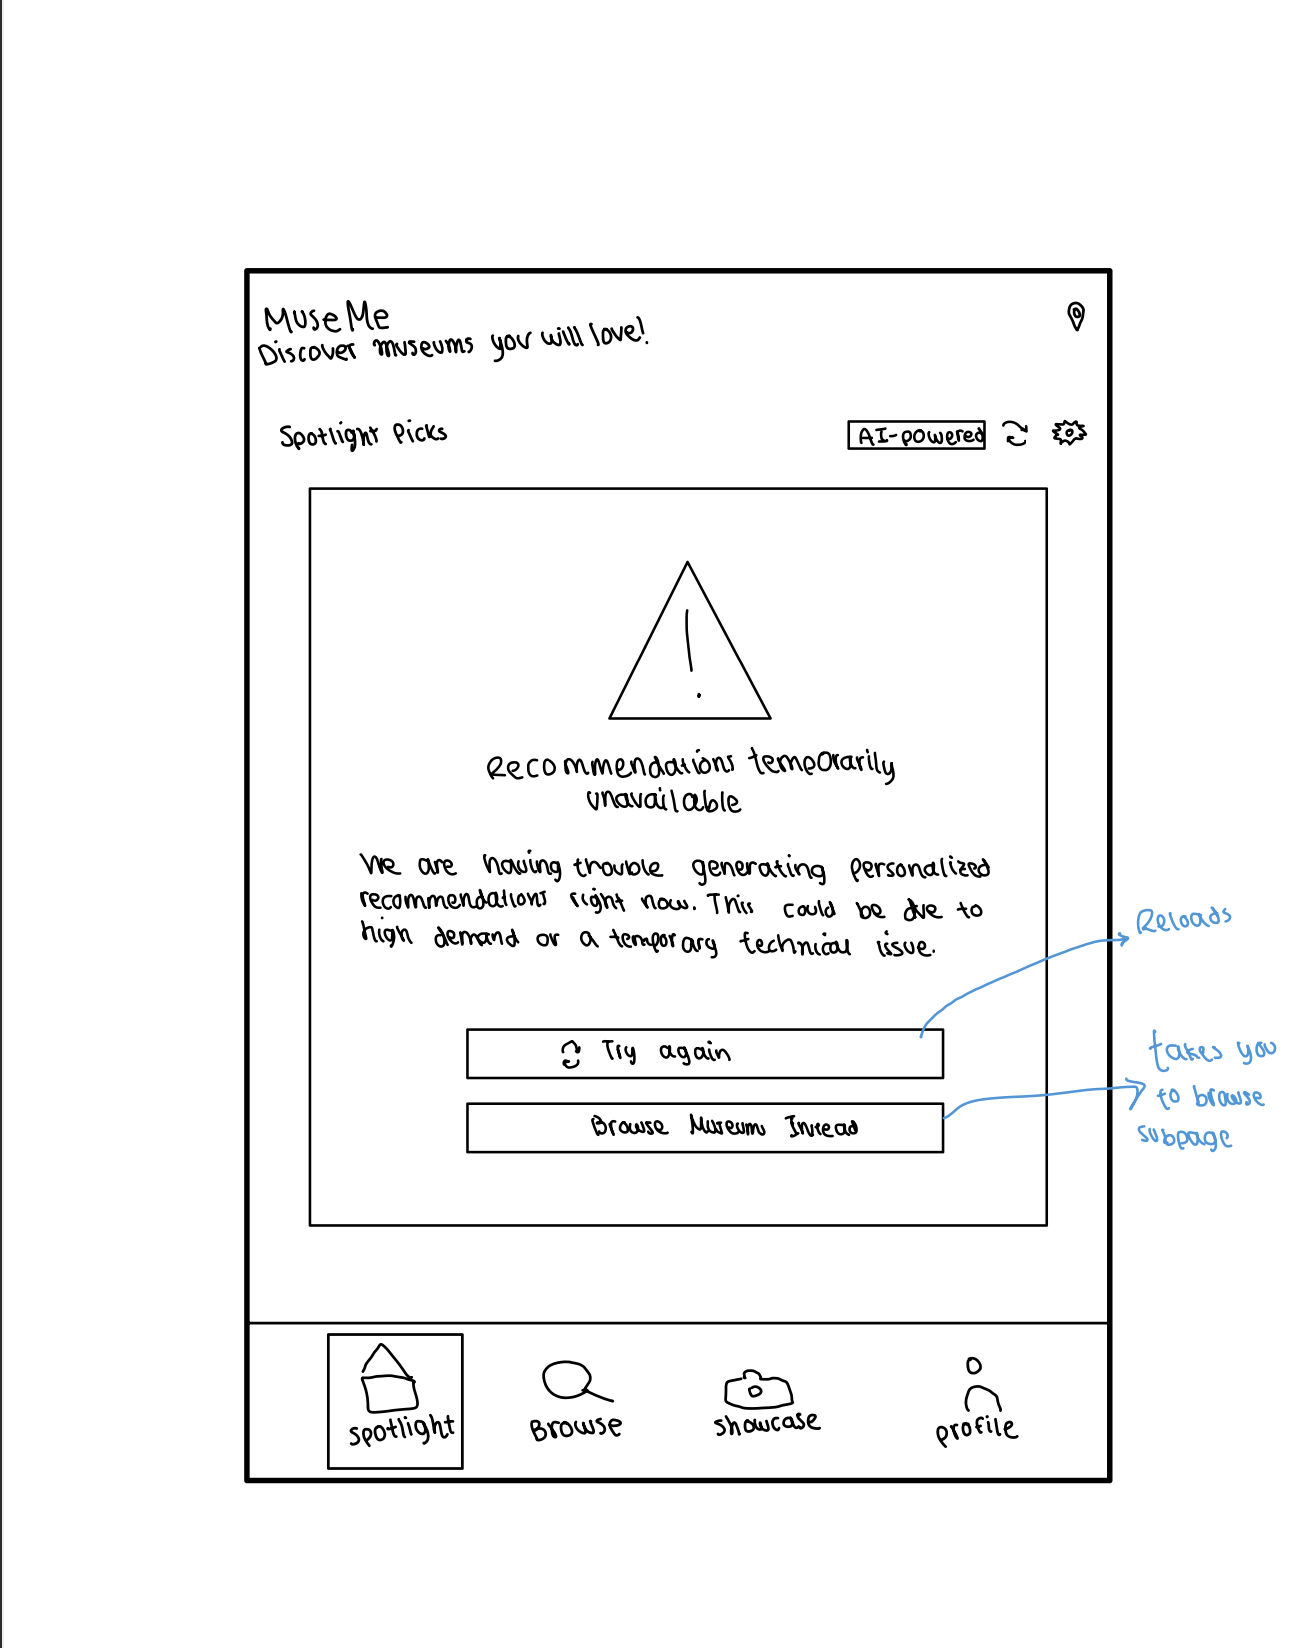 MuseMe
Discover museums you will love!
Spotlight Picks
AI-powered
!
Recommendations temporarily
unavailable
We are having trouble generating personalized
recommendations right now. This could be due to
high demand or a temporary technical issue.
Reloads
Try again
takes you
to browse
subpage
Browse Museum Instead
spotlight
Browse
showcase
profile